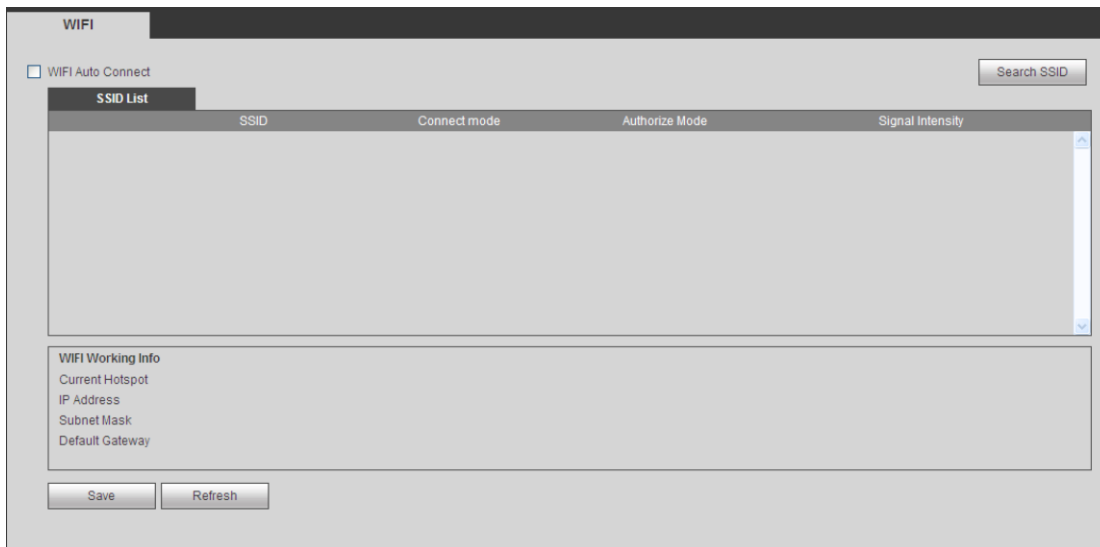 WIFI
WIFI Auto Connect
Search SSID
SSID List
SSID Connect mode Authorize Mode Signal Intensity
WIFI Working Info
Current Hotspot
IP Address
Subnet Mask
Default Gateway
Save Refresh